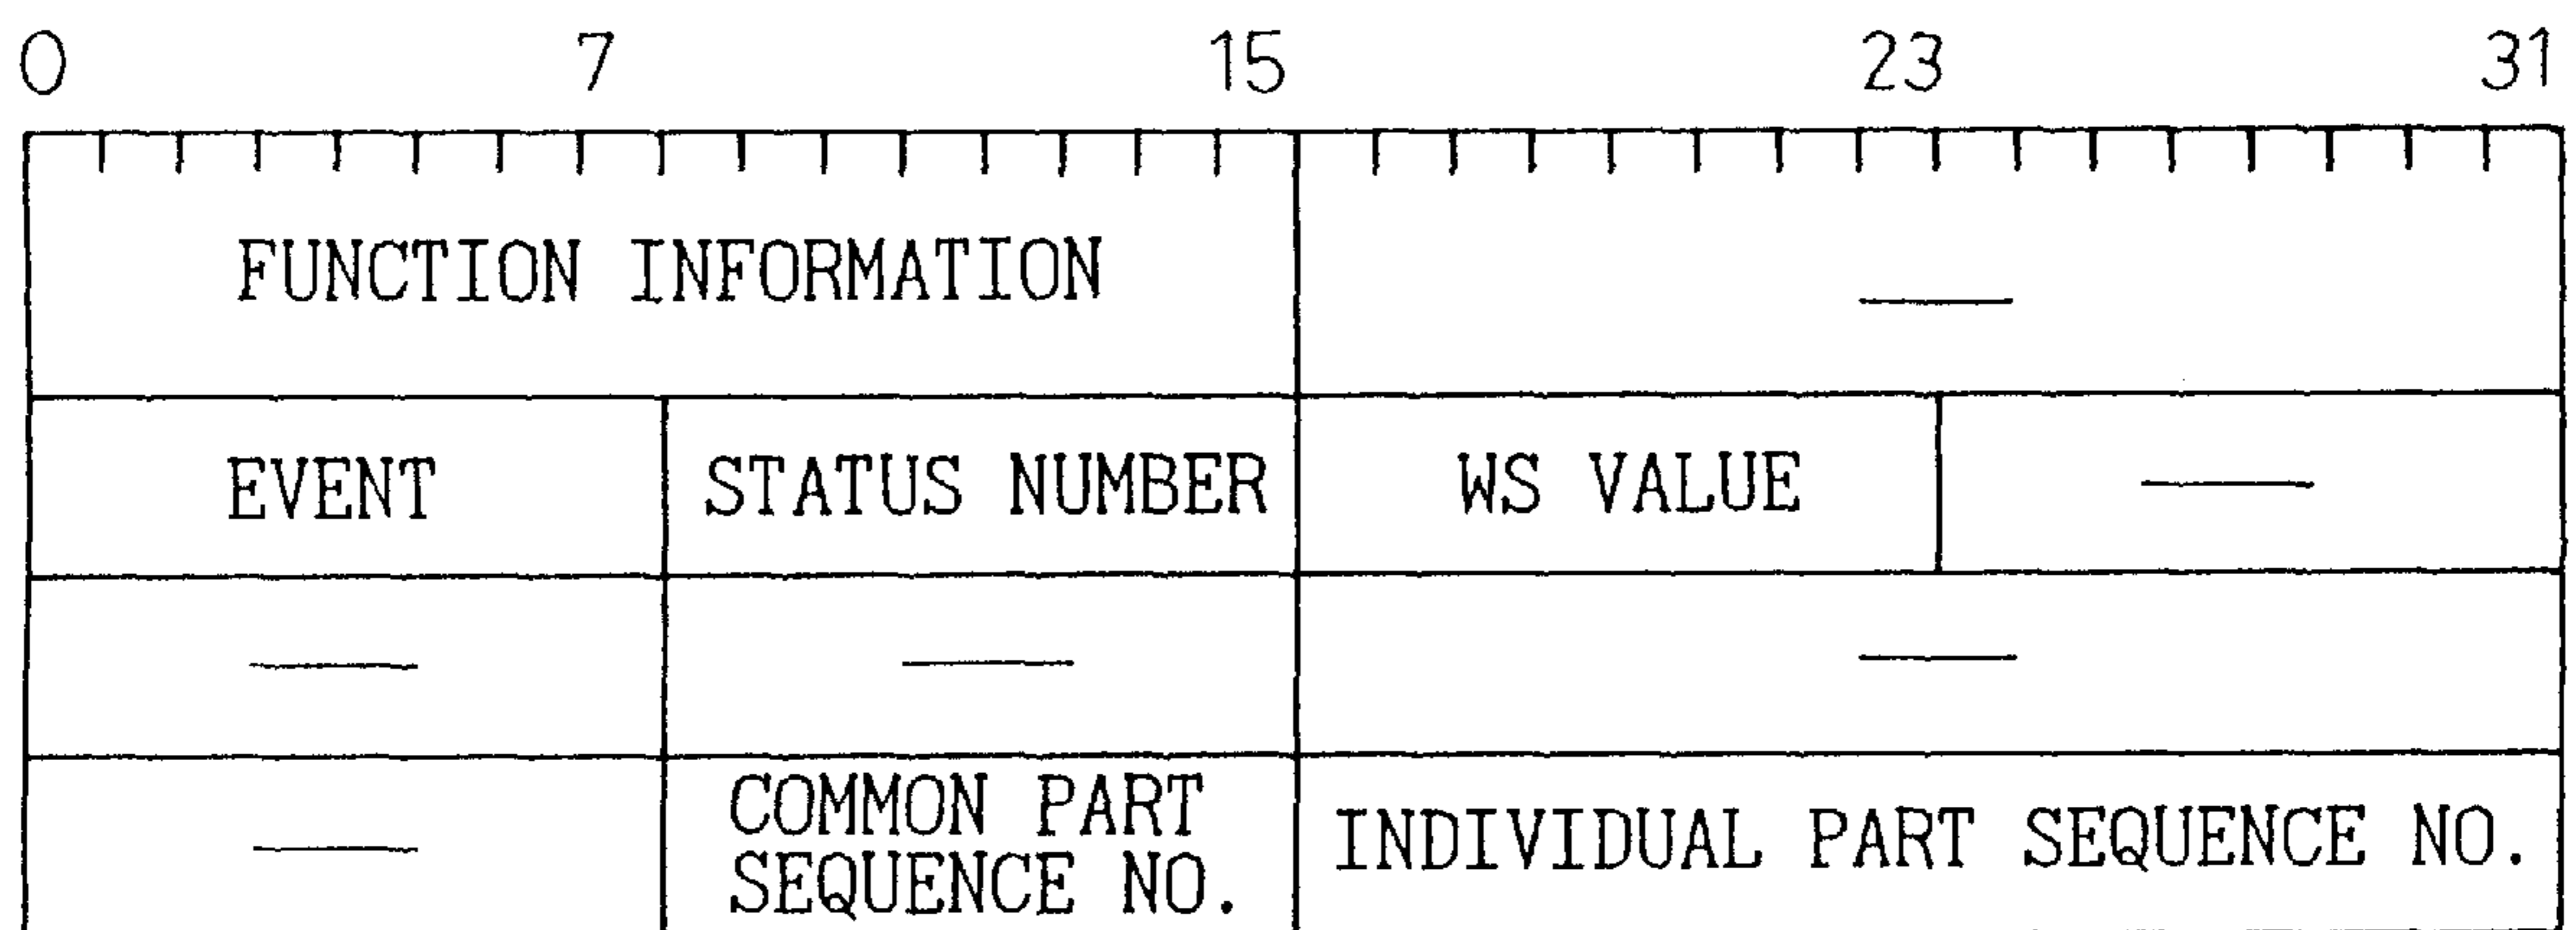 0 7 15 23 31
FUNCTION INFORMATION —
EVENT STATUS NUMBER WS VALUE —
— — —
— COMMON PART
SEQUENCE NO. INDIVIDUAL PART SEQUENCE NO.